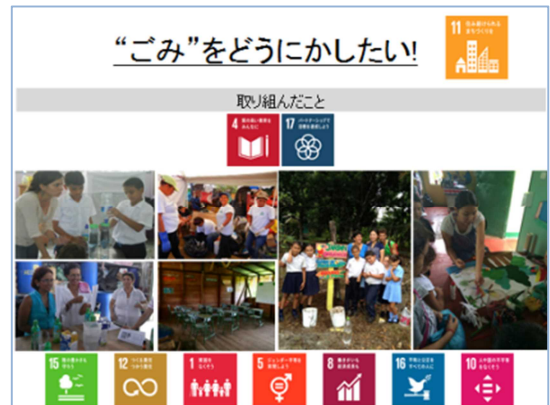 “ごみ”をどうにかしたい!
11 住み続けられる
まちづくりを
取り組んだこと
4 質の高い教育を
みんなに
17 パートナーシップで
目標を達成しよう
15 陸の豊かさも
守ろう
12 つくる責任
つかう責任
1 貧困を
なくそう
5 ジェンダー平等を
実現しよう
8 働きがいも
経済成長も
16 平和と公正を
すべての人に
10 人や国の不平等
をなくそう